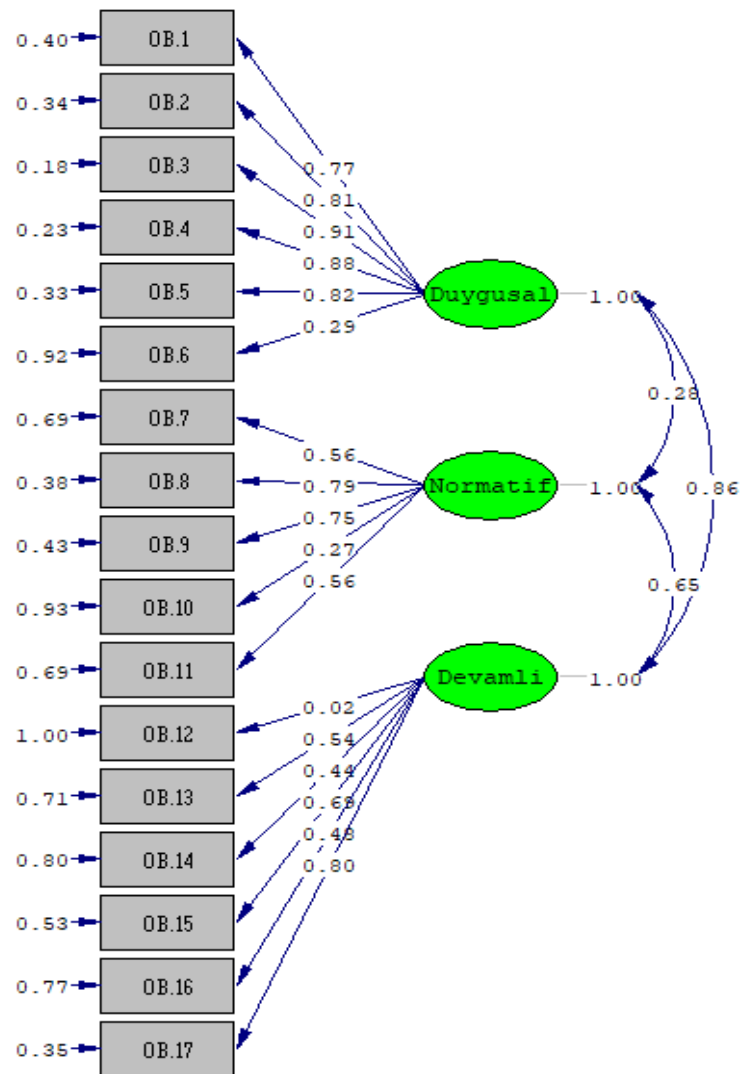 0.40 OB.1
0.34 OB.2
0.18 OB.3
0.23 OB.4
0.33 OB.5
0.92 OB.6
0.69 OB.7
0.38 OB.8
0.43 OB.9
0.93 OB.10
0.69 OB.11
1.00 OB.12
0.71 OB.13
0.80 OB.14
0.53 OB.15
0.77 OB.16
0.35 OB.17
0.77
0.81
0.91
0.88
0.82
0.29
0.56
0.79
0.75
0.27
0.56
0.02
0.54
0.44
0.69
0.48
0.80
Duygusal 1.00
Normatif 1.00
Devamli 1.00
0.28
0.86
0.65